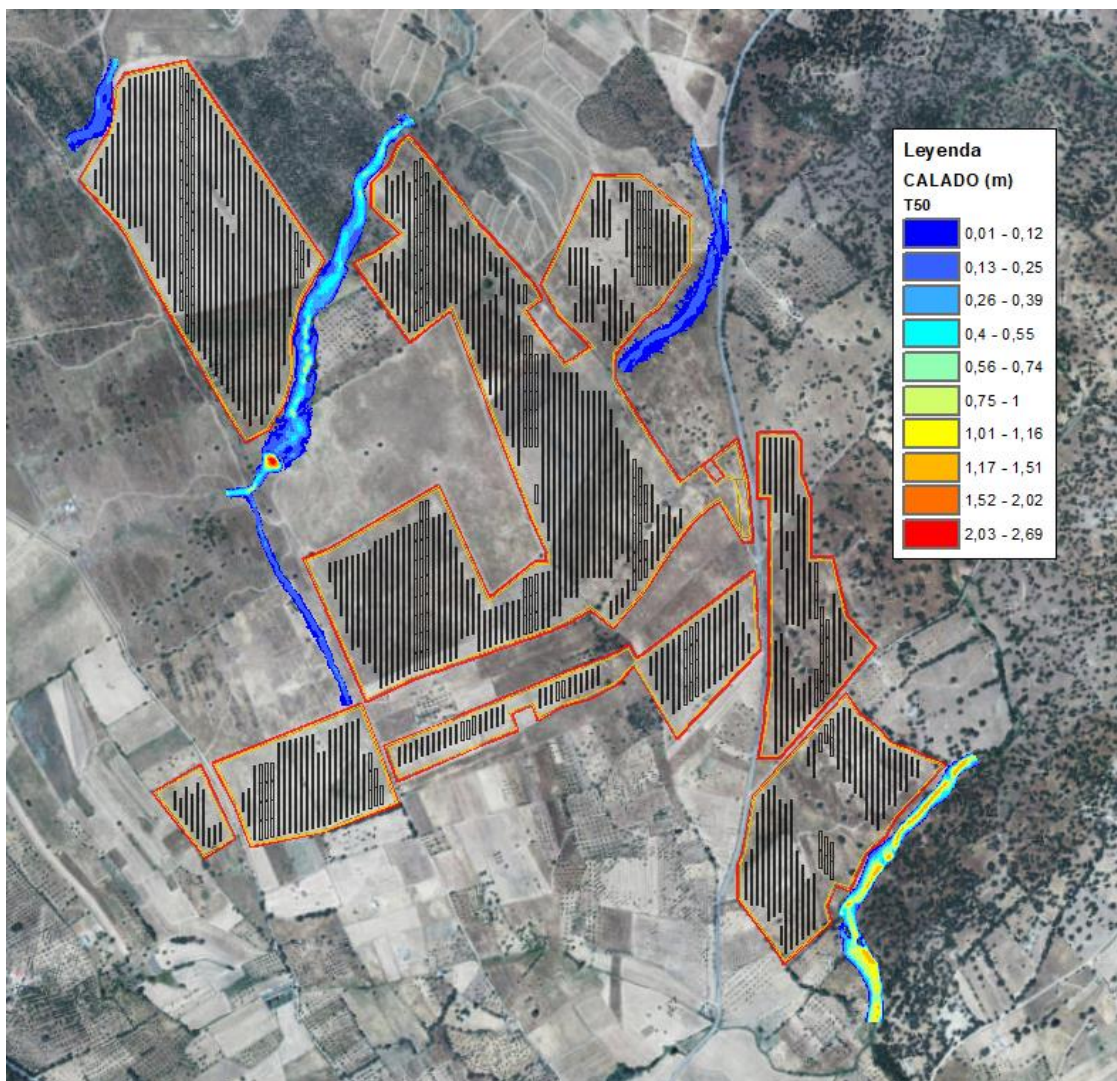 Leyenda
CALADO (m)
T50
0,01 - 0,12
0,13 - 0,25
0,26 - 0,39
0,4 - 0,55
0,56 - 0,74
0,75 - 1
1,01 - 1,16
1,17 - 1,51
1,52 - 2,02
2,03 - 2,69